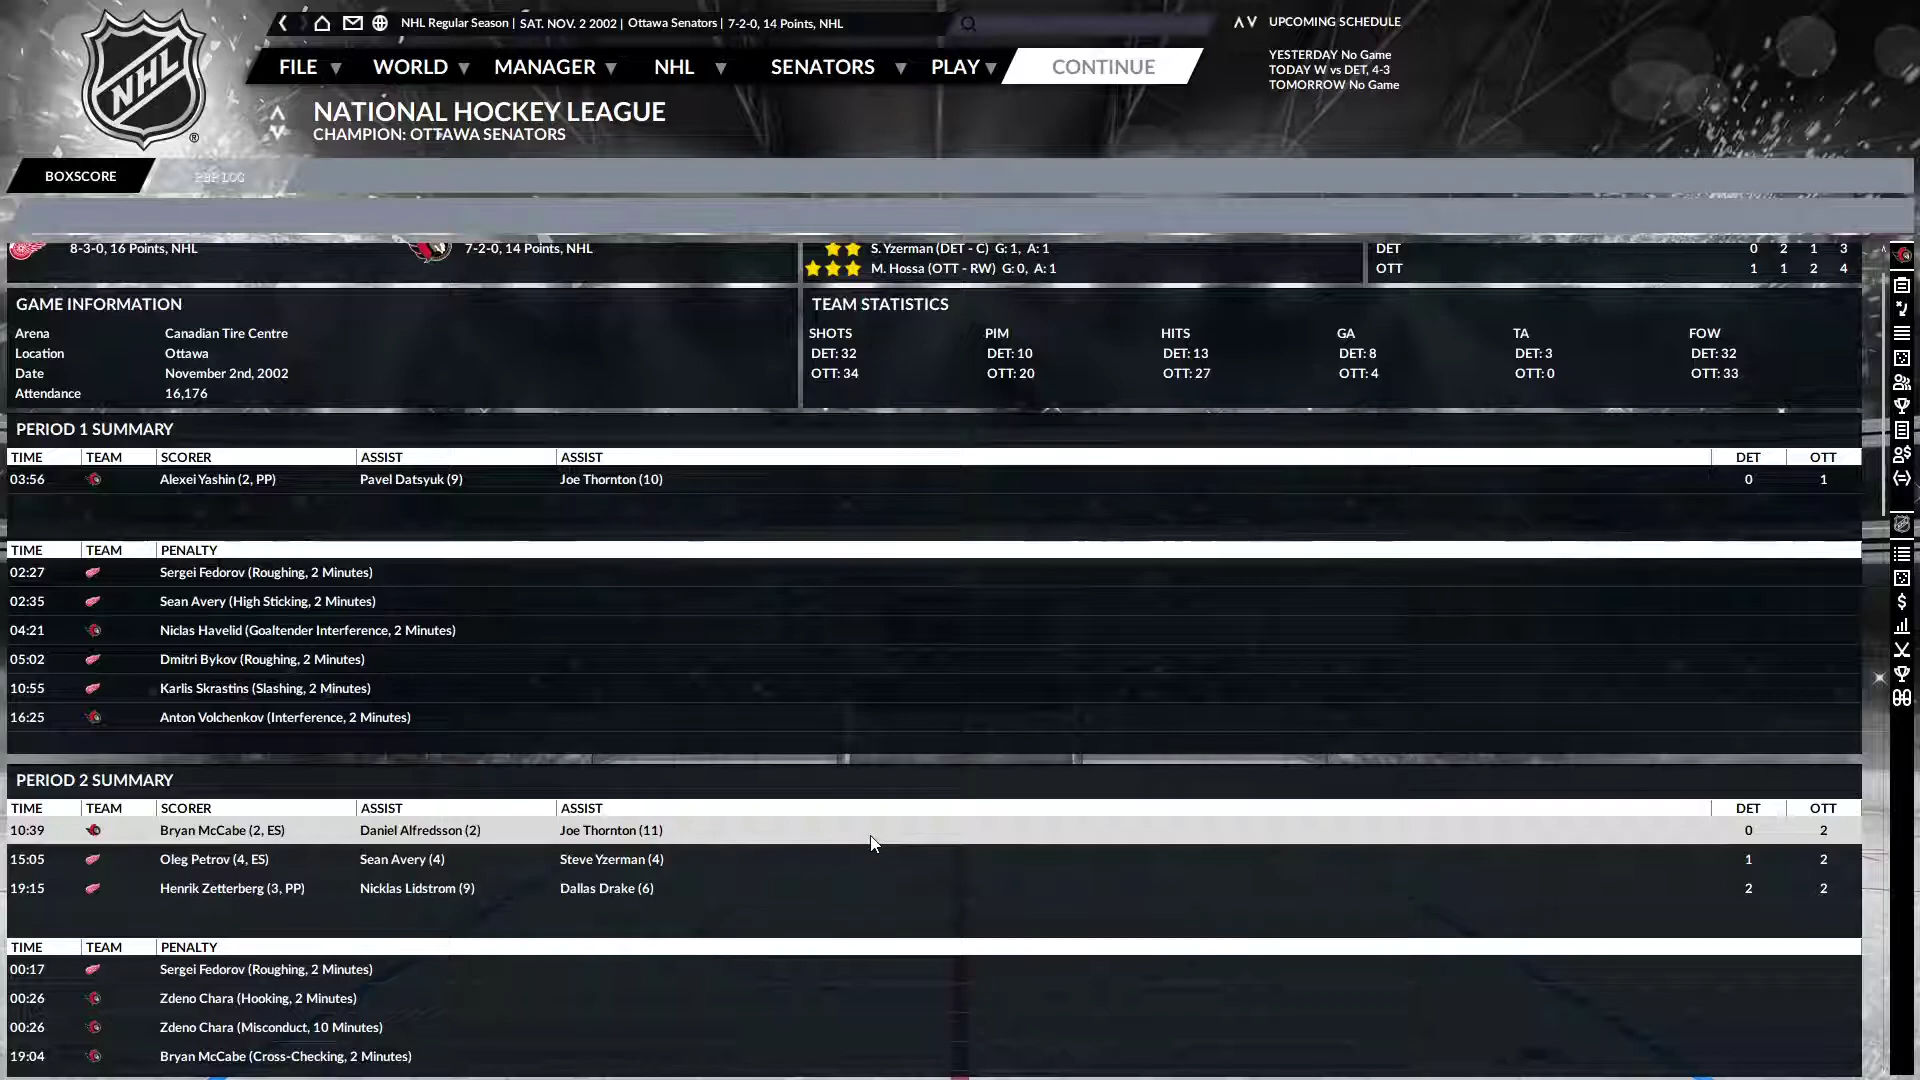 NHL Regular Season | SAT. NOV. 2 2002 | Ottawa Senators | 7-2-0, 14 Points, NHL
UPCOMING SCHEDULE
YESTERDAY No Game
TODAY W vs DET, 4-3
TOMORROW No Game
FILE WORLD MANAGER NHL SENATORS PLAY CONTINUE
NHL
NATIONAL HOCKEY LEAGUE
CHAMPION: OTTAWA SENATORS
BOXSCORE PBP LOG
8-3-0, 16 Points, NHL 7-2-0, 14 Points, NHL
S. Yzerman (DET - C) G: 1, A: 1
M. Hossa (OTT - RW) G: 0, A: 1
DET 0 2 1 3
OTT 1 1 2 4
GAME INFORMATION
Arena Canadian Tire Centre
Location Ottawa
Date November 2nd, 2002
Attendance 16,176
TEAM STATISTICS
SHOTS PIM HITS GA TA FOW
DET: 32 DET: 10 DET: 13 DET: 8 DET: 3 DET: 32
OTT: 34 OTT: 20 OTT: 27 OTT: 4 OTT: 0 OTT: 33
PERIOD 1 SUMMARY
TIME TEAM SCORER ASSIST ASSIST DET OTT
03:56 Alexei Yashin (2, PP) Pavel Datsyuk (9) Joe Thornton (10) 0 1
TIME TEAM PENALTY
02:27 Sergei Fedorov (Roughing, 2 Minutes)
02:35 Sean Avery (High Sticking, 2 Minutes)
04:21 Niclas Havelid (Goaltender Interference, 2 Minutes)
05:02 Dmitri Bykov (Roughing, 2 Minutes)
10:55 Karlis Skrastins (Slashing, 2 Minutes)
16:25 Anton Volchenkov (Interference, 2 Minutes)
PERIOD 2 SUMMARY
TIME TEAM SCORER ASSIST ASSIST DET OTT
10:39 Bryan McCabe (2, ES) Daniel Alfredsson (2) Joe Thornton (11) 0 2
15:05 Oleg Petrov (4, ES) Sean Avery (4) Steve Yzerman (4) 1 2
19:15 Henrik Zetterberg (3, PP) Nicklas Lidstrom (9) Dallas Drake (6) 2 2
TIME TEAM PENALTY
00:17 Sergei Fedorov (Roughing, 2 Minutes)
00:26 Zdeno Chara (Hooking, 2 Minutes)
00:26 Zdeno Chara (Misconduct, 10 Minutes)
19:04 Bryan McCabe (Cross-Checking, 2 Minutes)